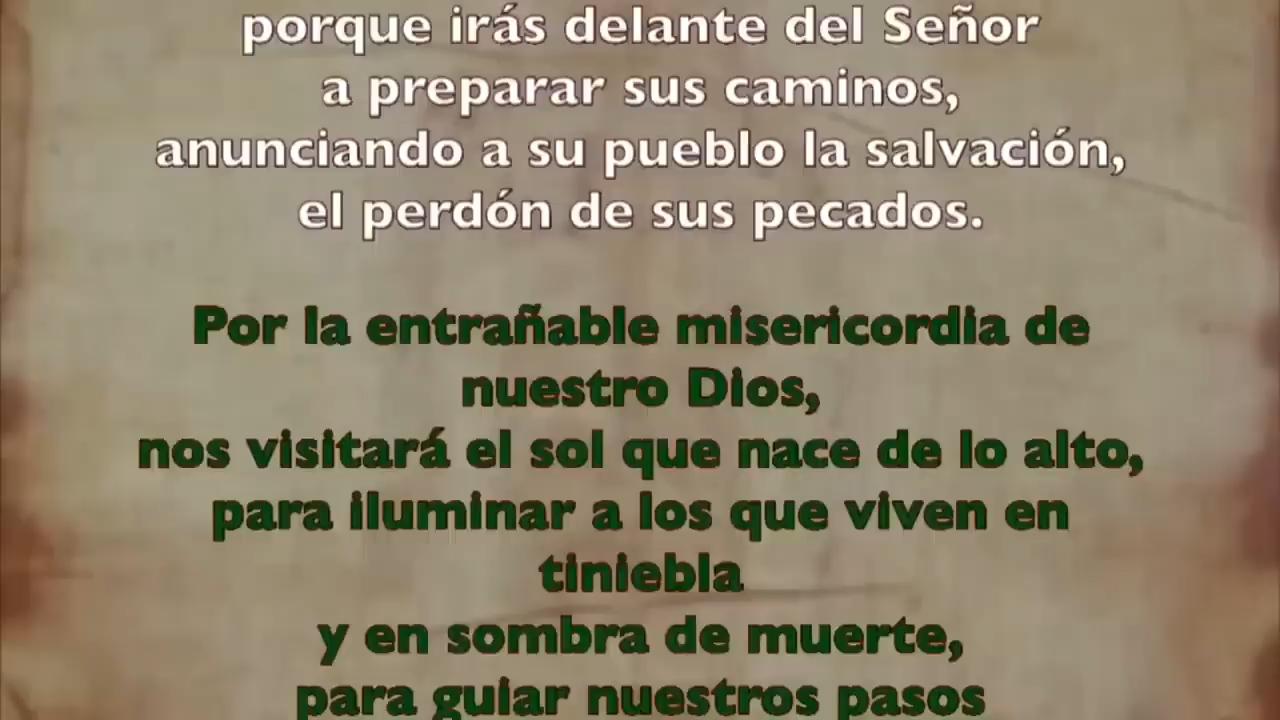 porque irás delante del Señor
a preparar sus caminos,
anunciando a su pueblo la salvación,
el perdón de sus pecados.
Por la entrañable misericordia de
nuestro Dios,
nos visitará el sol que nace de lo alto,
para iluminar a los que viven en
tiniebla
y en sombra de muerte,
para guiar nuestros pasos